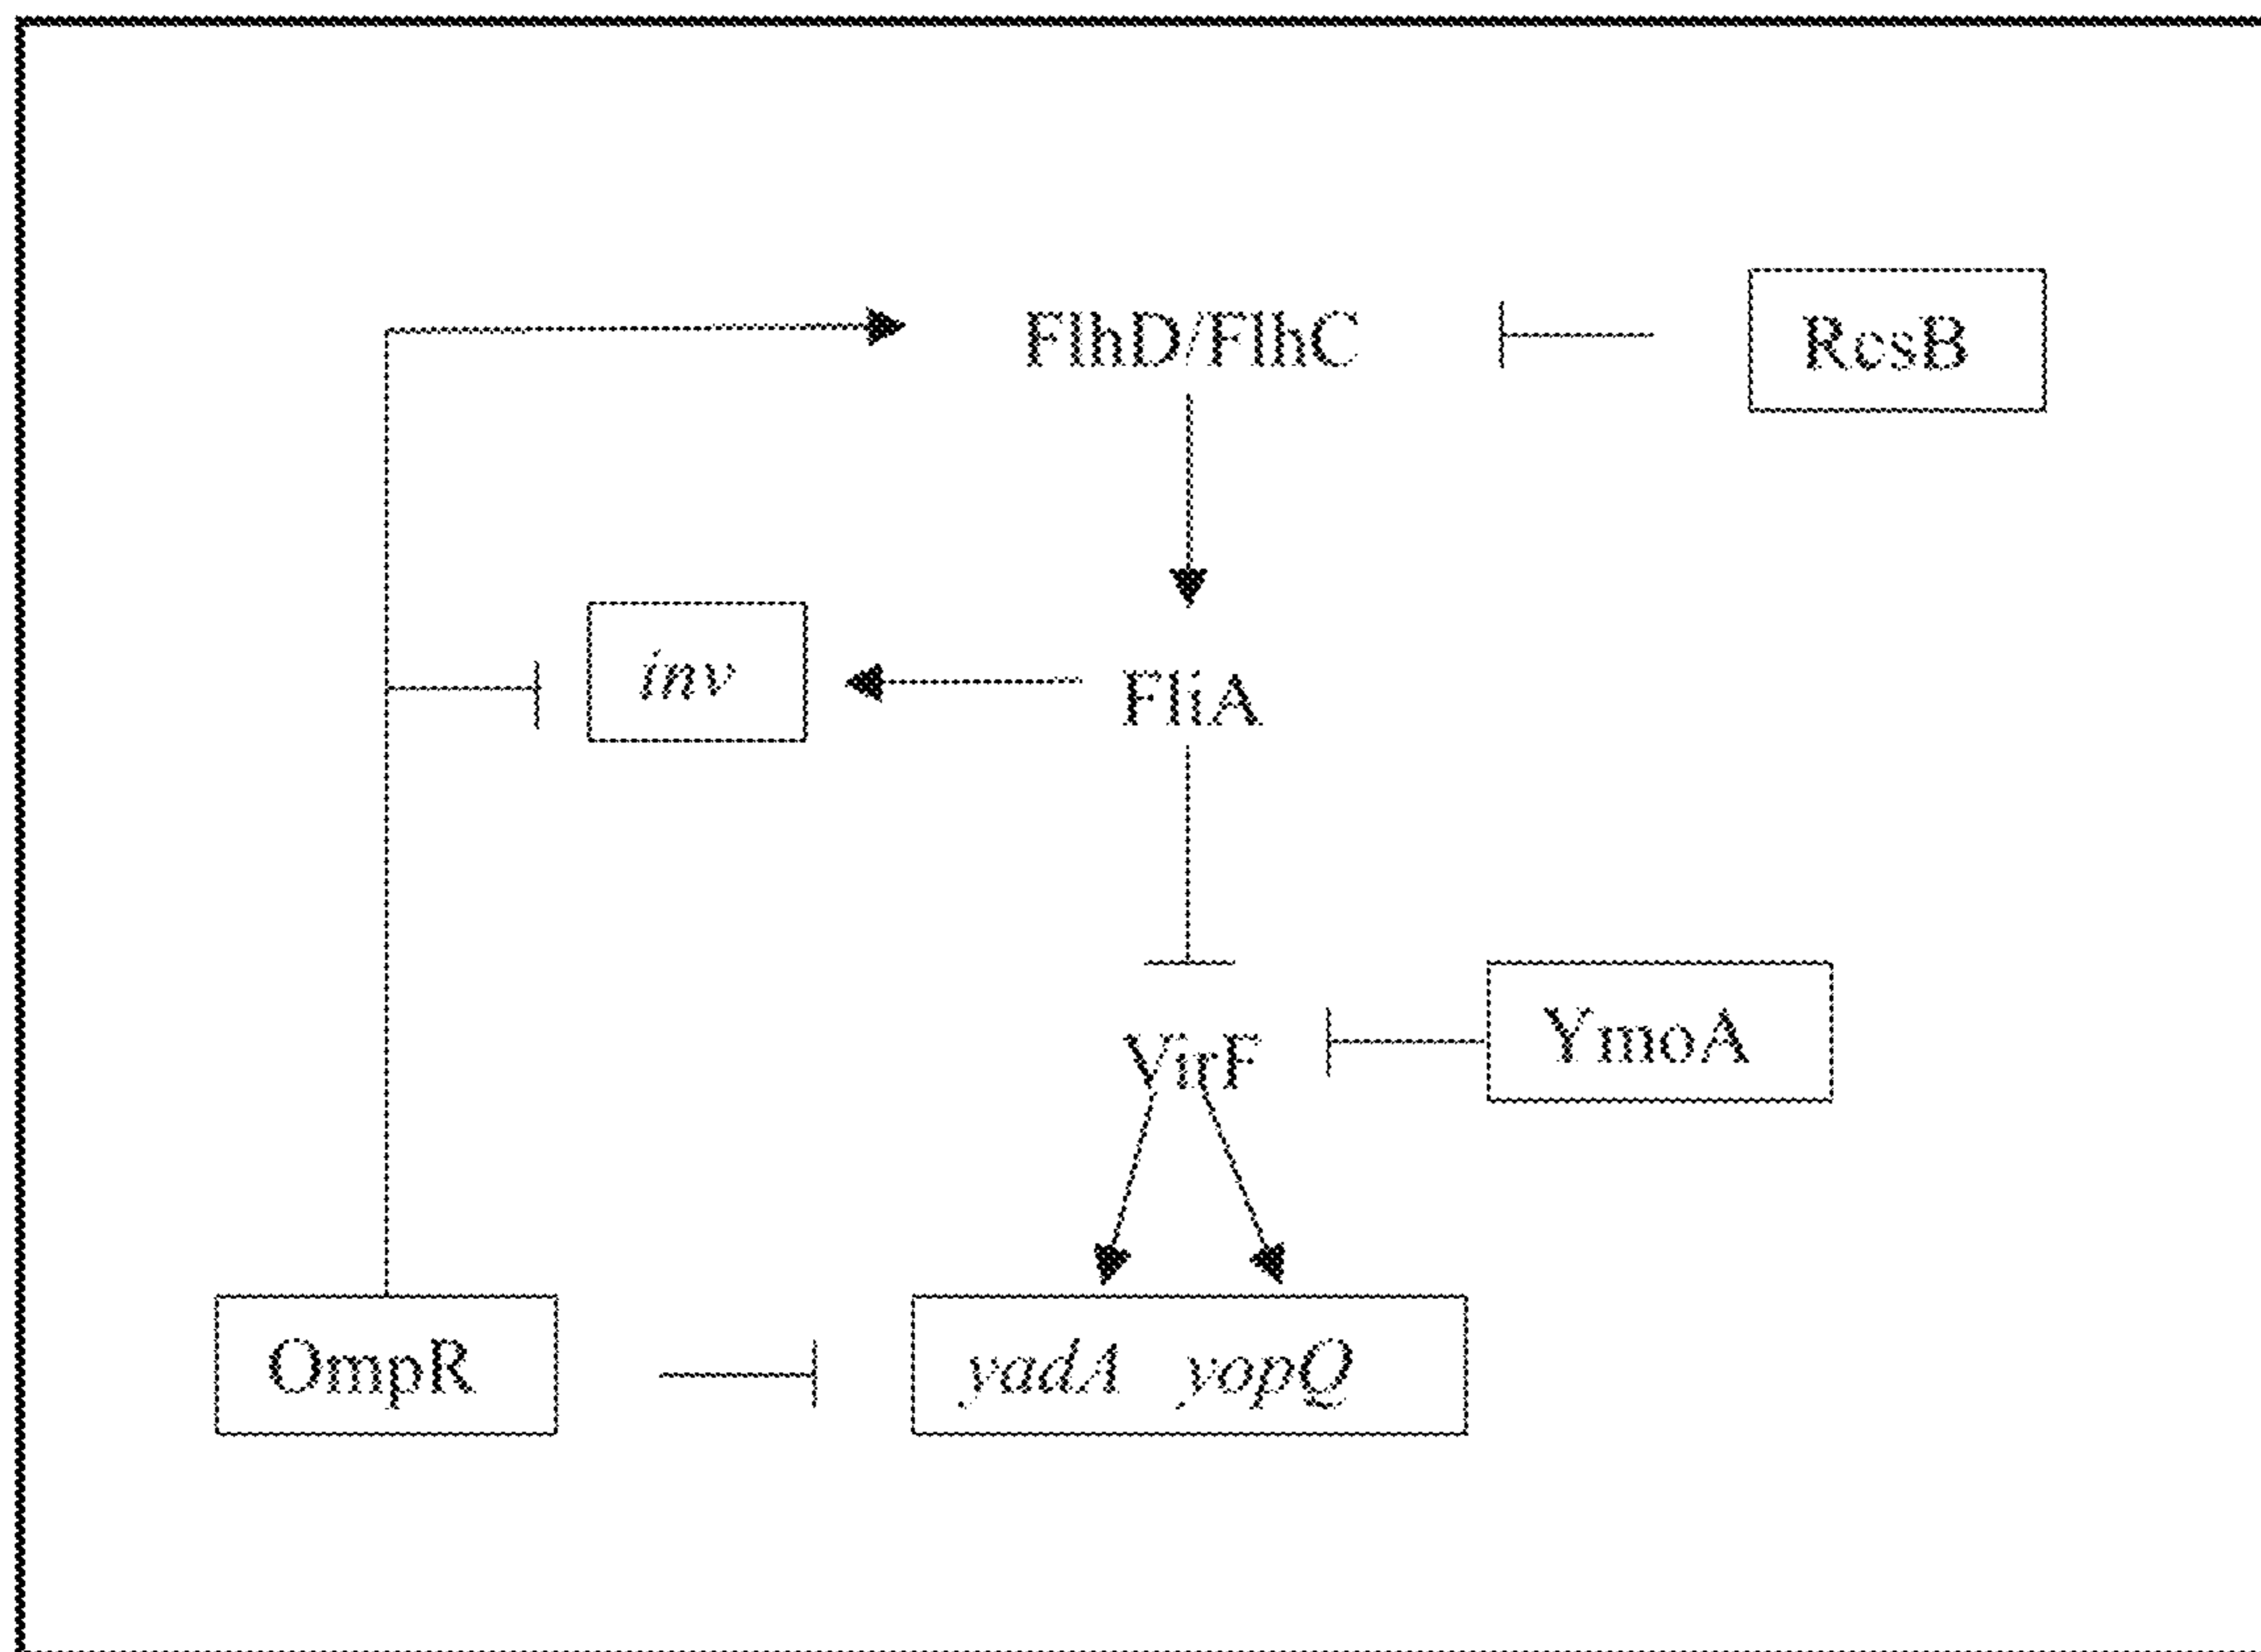 FlhD/FlhC
RcsB
inv
FliA
VirF
YmoA
OmpR
yadA yopQ